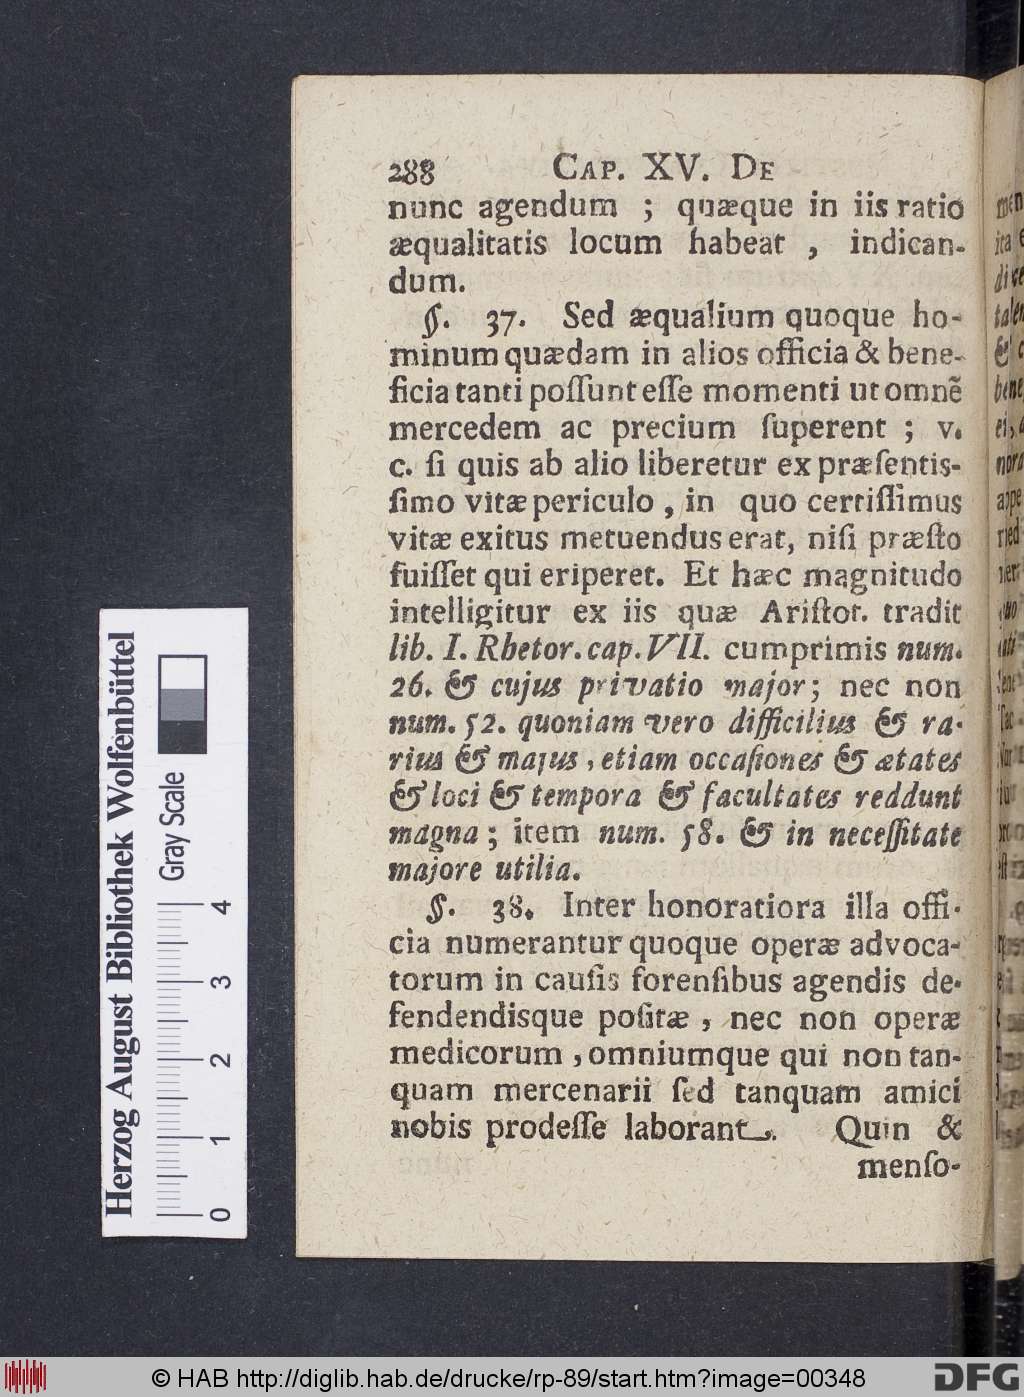 288 CAP. XV. DE
nunc agendum ; quæque in iis ratio
æqualitatis locum habeat , indican-
dum.
§. 37. Sed æqualium quoque ho-
minum quædam in alios officia & bene-
ficia tanti poſſunt eſſe momenti ut omnẽ
mercedem ac precium ſuperent ; v.
c. ſi quis ab alio liberetur ex præſentis-
ſimo vitæ periculo , in quo certiſſimus
vitæ exitus metuendus erat, niſi præſto
fuiſſet qui eriperet. Et hæc magnitudo
intelligitur ex iis quæ Ariſtot. tradit
lib. I. Rhetor. cap. VII. cumprimis num.
26. & cujus privatio major; nec non
num. 52. quoniam vero difficilius & ra-
rius & majus, etiam occaſiones & ætates
& loci & tempora & facultates reddunt
magna; item num. 58. & in neceſſitate
majore utilia.
§. 38. Inter honoratiora illa offi-
cia numerantur quoque operæ advoca-
torum in cauſis forenſibus agendis de-
fendendisque poſitæ , nec non operæ
medicorum , omniumque qui non tan-
quam mercenarii ſed tanquam amici
nobis prodeſſe laborant. Quin &
menſo-
Herzog August Bibliothek Wolfenbüttel
Gray Scale
0 1 2 3 4
© HAB http://diglib.hab.de/drucke/rp-89/start.htm?image=00348
DFG